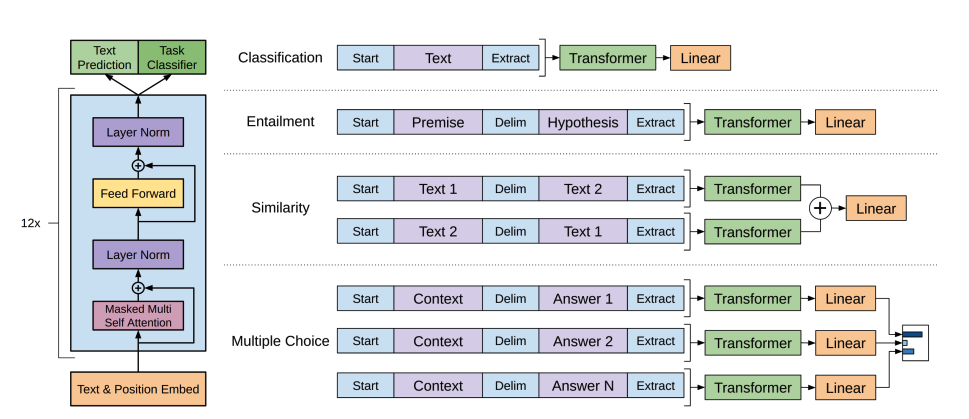 Text
Prediction
Task
Classifier
12x
Layer Norm
Feed Forward
Layer Norm
Masked Multi
Self Attention
Text & Position Embed
Classification
Start
Text
Extract
Transformer
Linear
Entailment
Start
Premise
Delim
Hypothesis
Extract
Transformer
Linear
Similarity
Start
Text 1
Delim
Text 2
Extract
Transformer
Start
Text 2
Delim
Text 1
Extract
Transformer
Linear
Multiple Choice
Start
Context
Delim
Answer 1
Extract
Transformer
Linear
Start
Context
Delim
Answer 2
Extract
Transformer
Linear
Start
Context
Delim
Answer N
Extract
Transformer
Linear